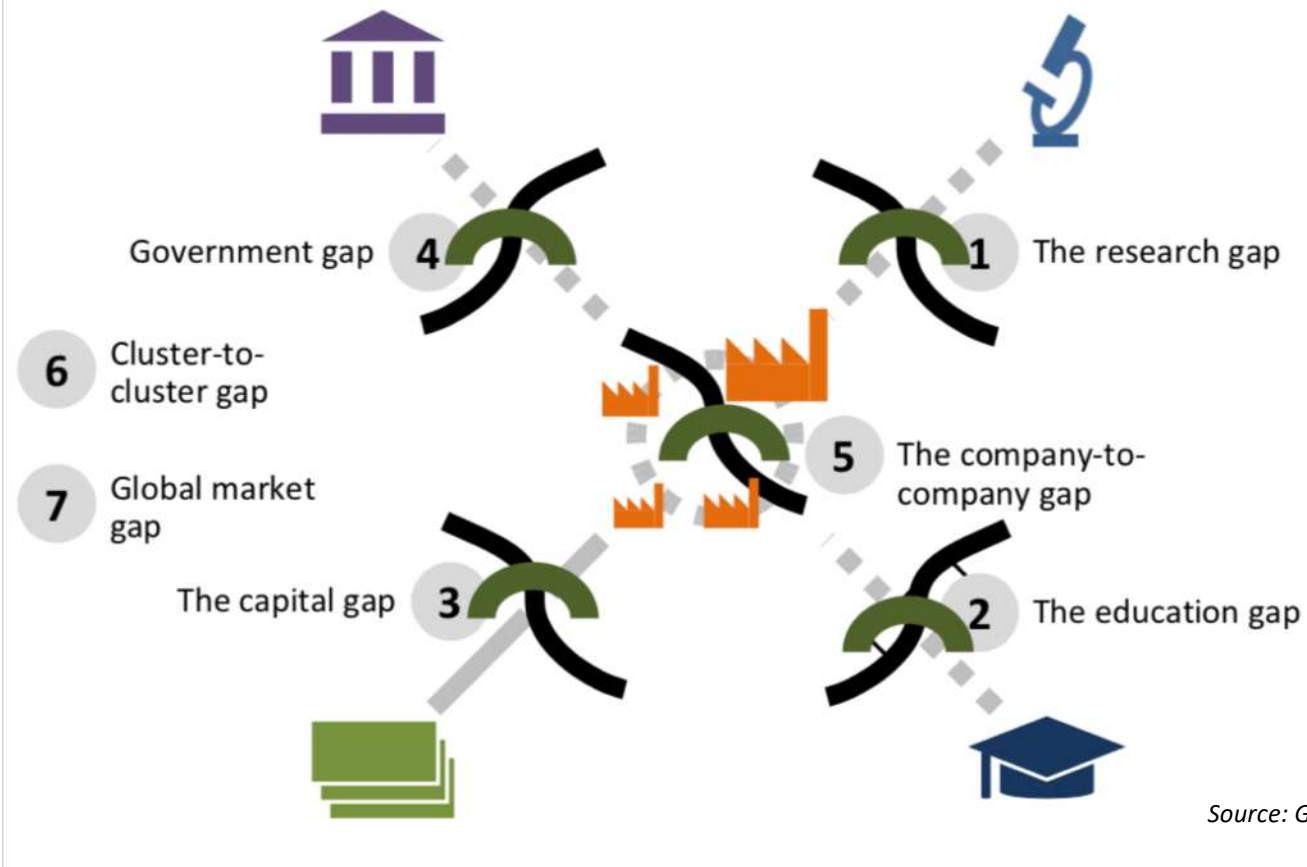 Government gap 4
1 The research gap
6 Cluster-to-
cluster gap
5 The company-to-
company gap
7 Global market
gap
The capital gap 3
2 The education gap
Source: G